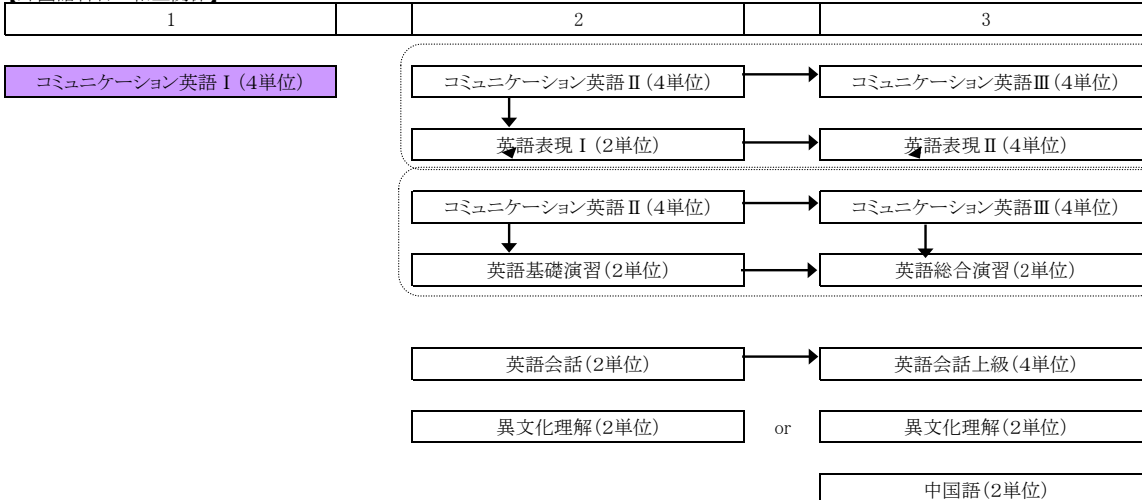 1 2 3
コミュニケーション英語Ⅰ(4単位) コミュニケーション英語Ⅱ(4単位) コミュニケーション英語Ⅲ(4単位)
英語表現Ⅰ(2単位) 英語表現Ⅱ(4単位)
コミュニケーション英語Ⅱ(4単位) コミュニケーション英語Ⅲ(4単位)
英語基礎演習(2単位) 英語総合演習(2単位)
英語会話(2単位) 英語会話上級(4単位)
異文化理解(2単位) or 異文化理解(2単位)
中国語(2単位)